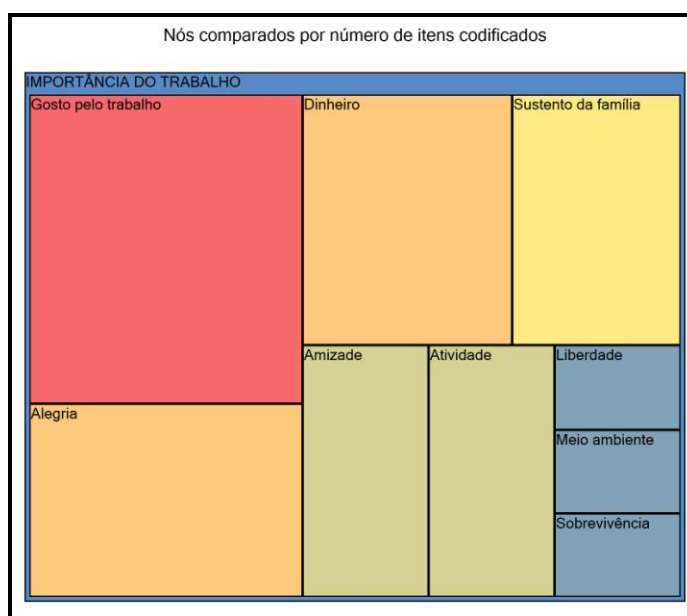 Nós comparados por número de itens codificados
IMPORTÂNCIA DO TRABALHO
Gosto pelo trabalho
Dinheiro
Sustento da família
Alegria
Amizade
Atividade
Liberdade
Meio ambiente
Sobrevivência